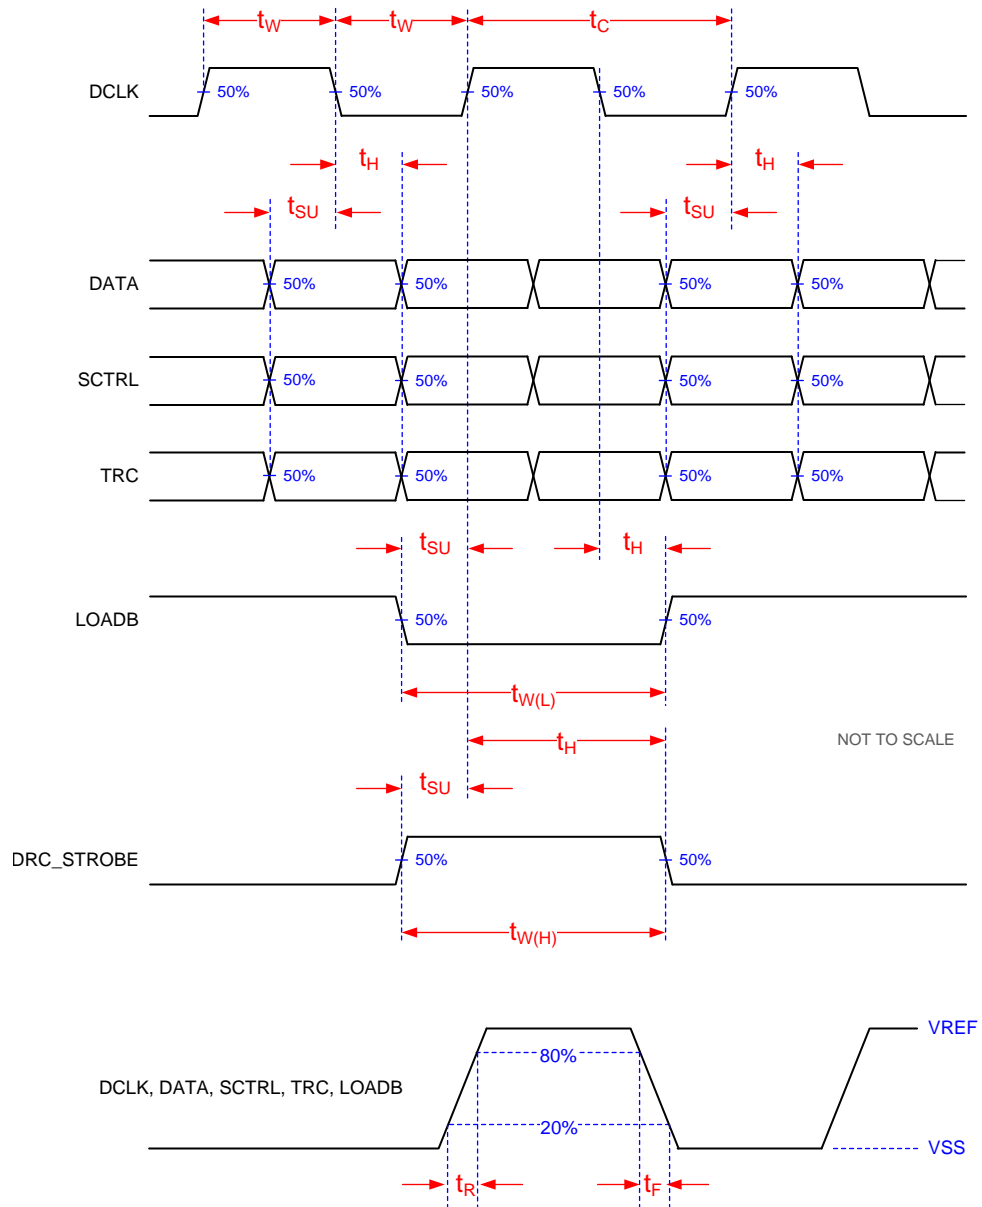 tW tW tC
DCLK 50% 50% 50% 50% 50%
tH tH
tSU tSU
DATA 50% 50% 50% 50%
SCTRL 50% 50% 50% 50%
TRC 50% 50% 50% 50%
tSU tH
LOADB 50% 50%
tW(L)
tH NOT TO SCALE
tSU
DRC_STROBE 50% 50%
tW(H)
VREF
80%
DCLK, DATA, SCTRL, TRC, LOADB
20%
VSS
tR tF